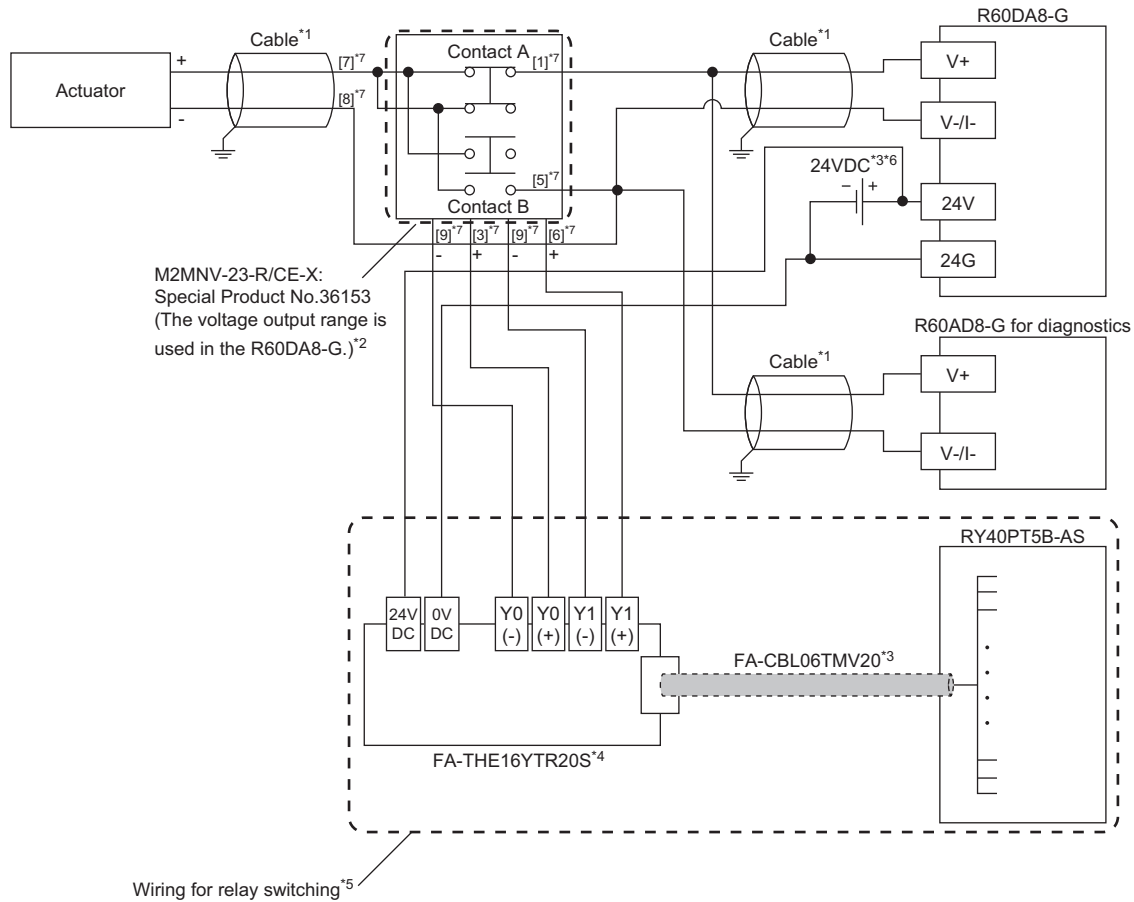 R60DA8-G
Cable*1
Contact A
Cable*1
+
[7]*7
[1]*7
V+
Actuator
[8]*7
-
V-/I-
24VDC*3*6
[5]*7
− +
24V
Contact B
[9]*7 [3]*7 [9]*7 [6]*7
- + - +
24G
M2MNV-23-R/CE-X:
Special Product No.36153
(The voltage output range is
used in the R60DA8-G.)*2
R60AD8-G for diagnostics
Cable*1
V+
V-/I-
RY40PT5B-AS
24V DC
0V DC
Y0 (-)
Y0 (+)
Y1 (-)
Y1 (+)
FA-CBL06TMV20*3
FA-THE16YTR20S*4
Wiring for relay switching*5